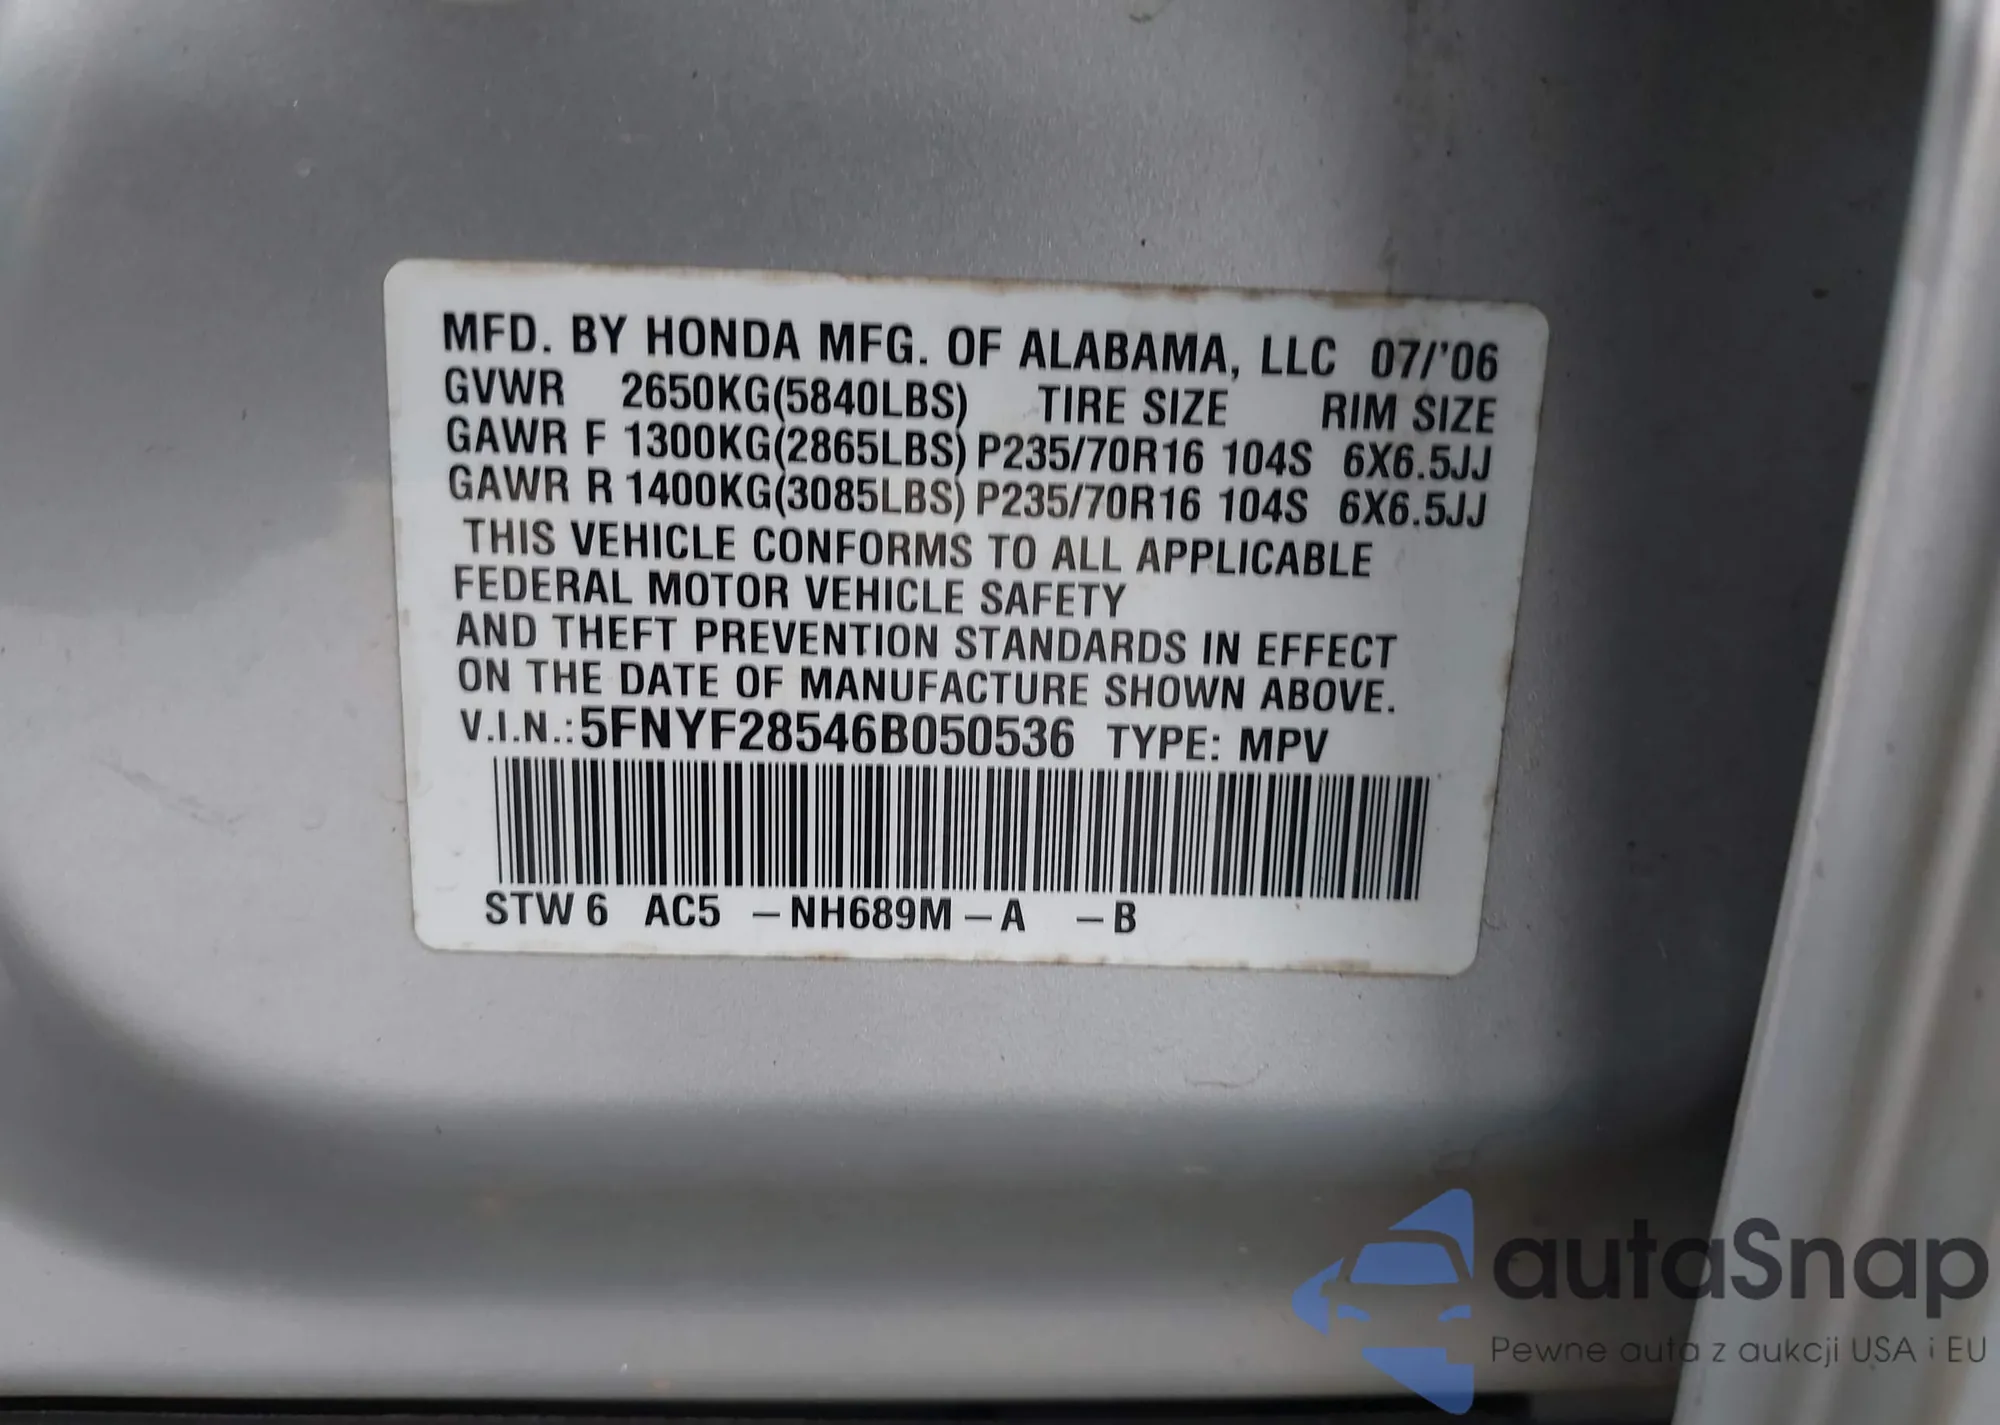 MFD. BY HONDA MFG. OF ALABAMA, LLC 07/'06
GVWR 2650KG(5840LBS) TIRE SIZE RIM SIZE
GAWR F 1300KG(2865LBS) P235/70R16 104S 6X6.5JJ
GAWR R 1400KG(3085LBS) P235/70R16 104S 6X6.5JJ
THIS VEHICLE CONFORMS TO ALL APPLICABLE
FEDERAL MOTOR VEHICLE SAFETY
AND THEFT PREVENTION STANDARDS IN EFFECT
ON THE DATE OF MANUFACTURE SHOWN ABOVE.
V.I.N.: 5FNYF28546B050536 TYPE: MPV
STW 6 AC5 -NH689M-A -B
autaSnap
Pewne auta z aukcji USA i EU